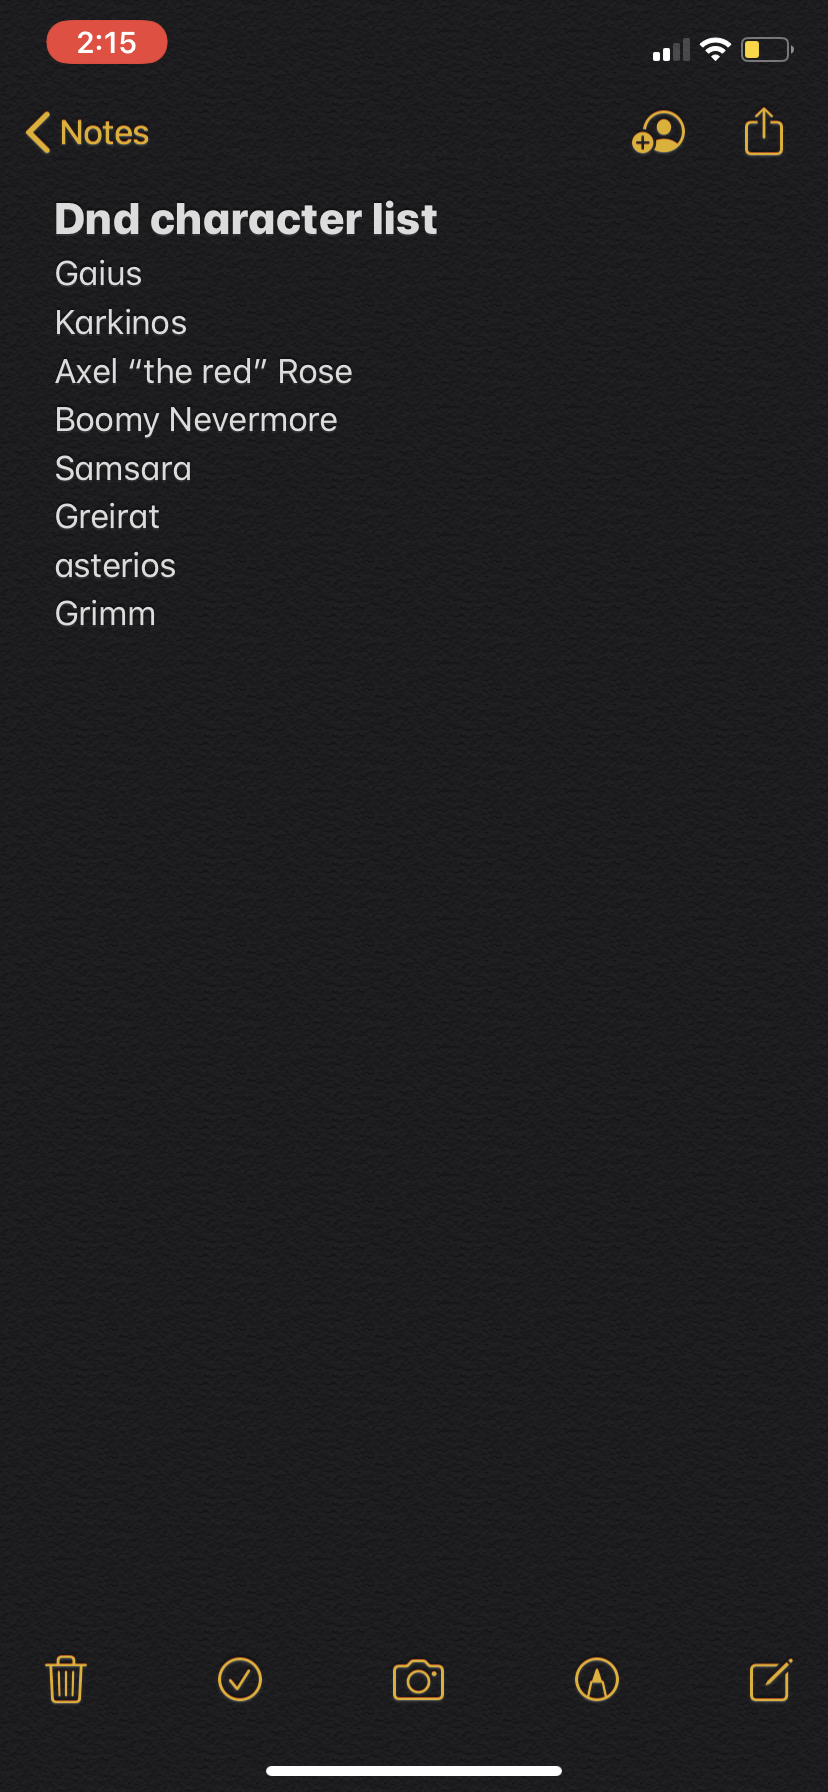 2:15
Notes
Dnd character list
Gaius
Karkinos
Axel “the red” Rose
Boomy Nevermore
Samsara
Greirat
asterios
Grimm